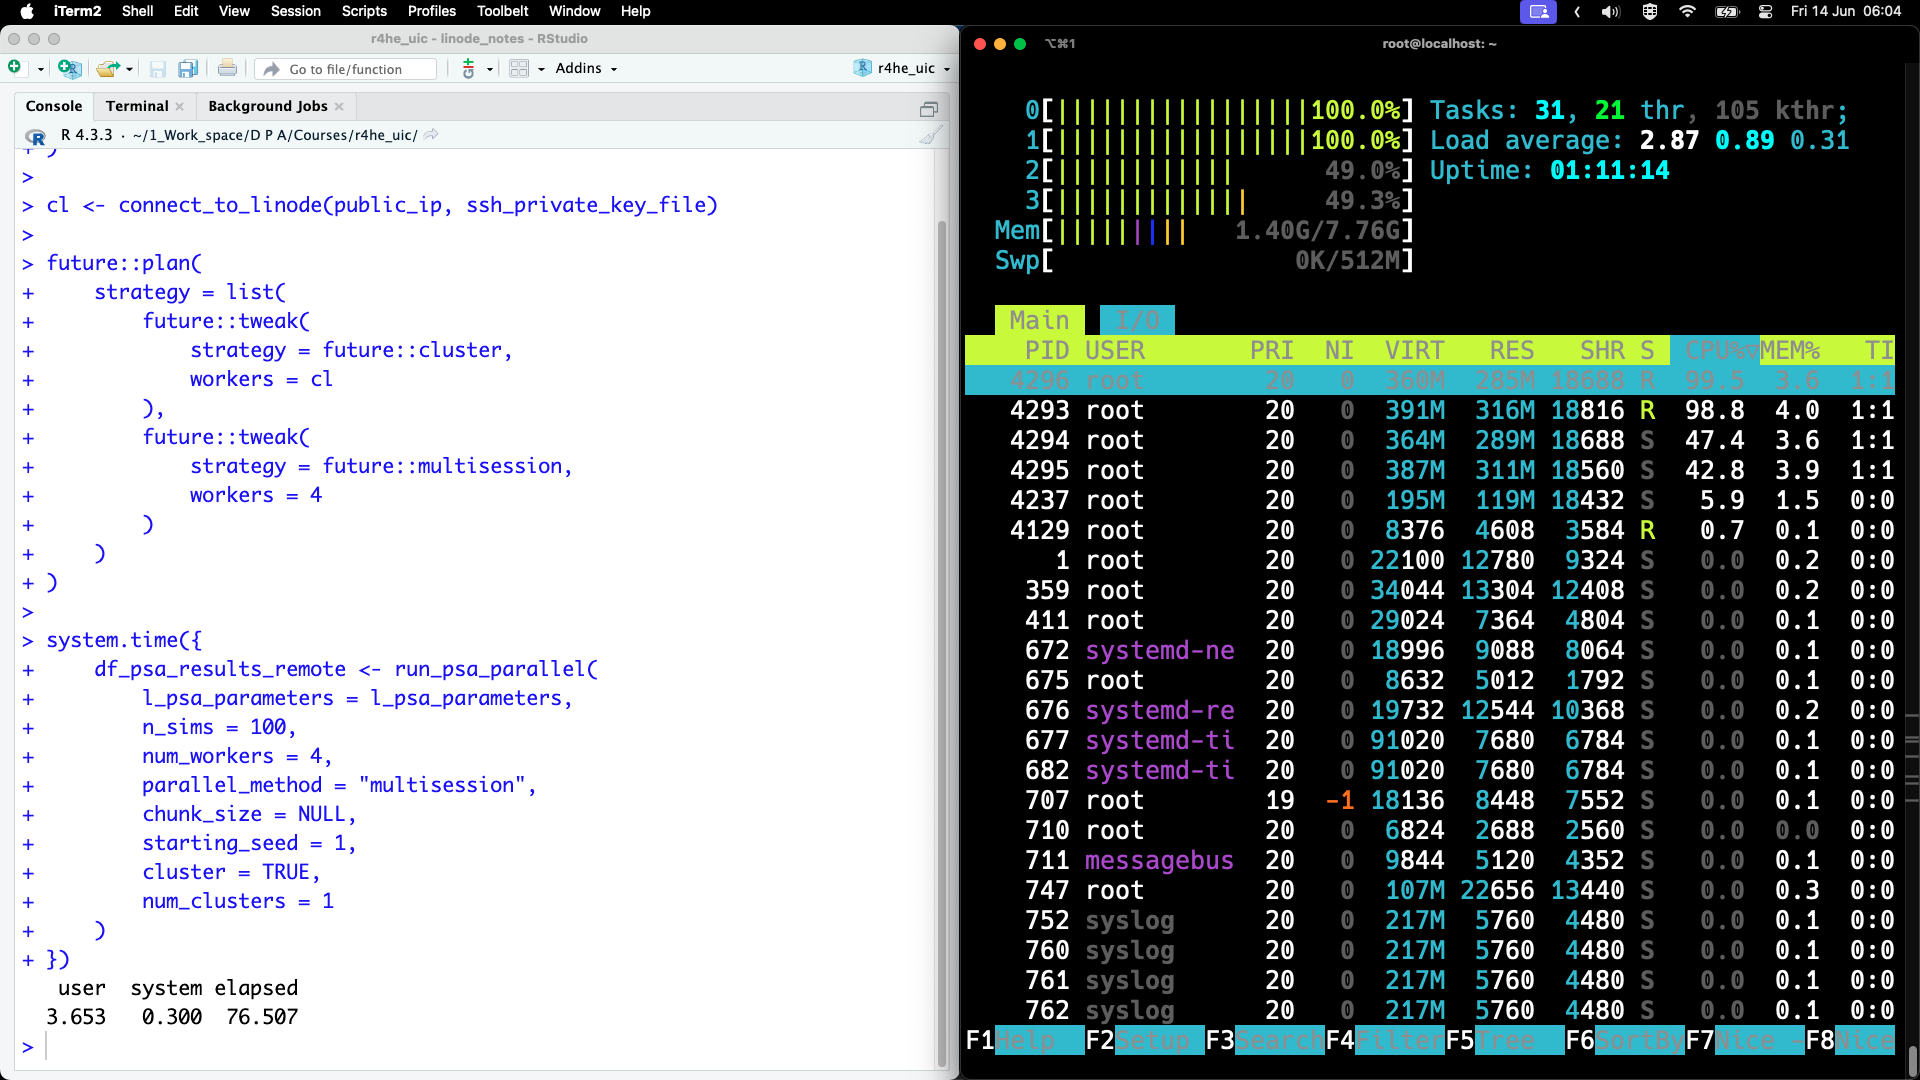 iTerm2 Shell Edit View Session Scripts Profiles Toolbelt Window Help Fri 14 Jun 06:04
r4he_uic - linode_notes - RStudio
Go to file/function Addins r4he_uic
Console Terminal Background Jobs
R 4.3.3 · ~/1_Work_space/D P A/Courses/r4he_uic/
+ )
>
> cl <- connect_to_linode(public_ip, ssh_private_key_file)
>
> future::plan(
+ strategy = list(
+ future::tweak(
+ strategy = future::cluster,
+ workers = cl
+ ),
+ future::tweak(
+ strategy = future::multisession,
+ workers = 4
+ )
+ )
+ )
>
> system.time({
+ df_psa_results_remote <- run_psa_parallel(
+ l_psa_parameters = l_psa_parameters,
+ n_sims = 100,
+ num_workers = 4,
+ parallel_method = "multisession",
+ chunk_size = NULL,
+ starting_seed = 1,
+ cluster = TRUE,
+ num_clusters = 1
+ )
+ })
user system elapsed
3.653 0.300 76.507
>
⌥⌘1 root@localhost: ~
0[||||||||||||||||||100.0%] Tasks: 31, 21 thr, 105 kthr;
1[||||||||||||||||||100.0%] Load average: 2.87 0.89 0.31
2[|||||||||||| 49.0%] Uptime: 01:11:14
3[||||||||||||| 49.3%]
Mem[||||||||| 1.40G/7.76G]
Swp[ 0K/512M]
Main I/O
PID USER PRI NI VIRT RES SHR S CPU%▽MEM% TI
4296 root 20 0 360M 285M 18688 R 99.5 3.6 1:1
4293 root 20 0 391M 316M 18816 R 98.8 4.0 1:1
4294 root 20 0 364M 289M 18688 S 47.4 3.6 1:1
4295 root 20 0 387M 311M 18560 S 42.8 3.9 1:1
4237 root 20 0 195M 119M 18432 S 5.9 1.5 0:0
4129 root 20 0 8376 4608 3584 R 0.7 0.1 0:0
1 root 20 0 22100 12780 9324 S 0.0 0.2 0:0
359 root 20 0 34044 13304 12408 S 0.0 0.2 0:0
411 root 20 0 29024 7364 4804 S 0.0 0.1 0:0
672 systemd-ne 20 0 18996 9088 8064 S 0.0 0.1 0:0
675 root 20 0 8632 5012 1792 S 0.0 0.1 0:0
676 systemd-re 20 0 19732 12544 10368 S 0.0 0.2 0:0
677 systemd-ti 20 0 91020 7680 6784 S 0.0 0.1 0:0
682 systemd-ti 20 0 91020 7680 6784 S 0.0 0.1 0:0
707 root 19 -1 18136 8448 7552 S 0.0 0.1 0:0
710 root 20 0 6824 2688 2560 S 0.0 0.0 0:0
711 messagebus 20 0 9844 5120 4352 S 0.0 0.1 0:0
747 root 20 0 107M 22656 13440 S 0.0 0.3 0:0
752 syslog 20 0 217M 5760 4480 S 0.0 0.1 0:0
760 syslog 20 0 217M 5760 4480 S 0.0 0.1 0:0
761 syslog 20 0 217M 5760 4480 S 0.0 0.1 0:0
762 syslog 20 0 217M 5760 4480 S 0.0 0.1 0:0
F1Help F2Setup F3SearchF4FilterF5Tree F6SortByF7Nice -F8Nice